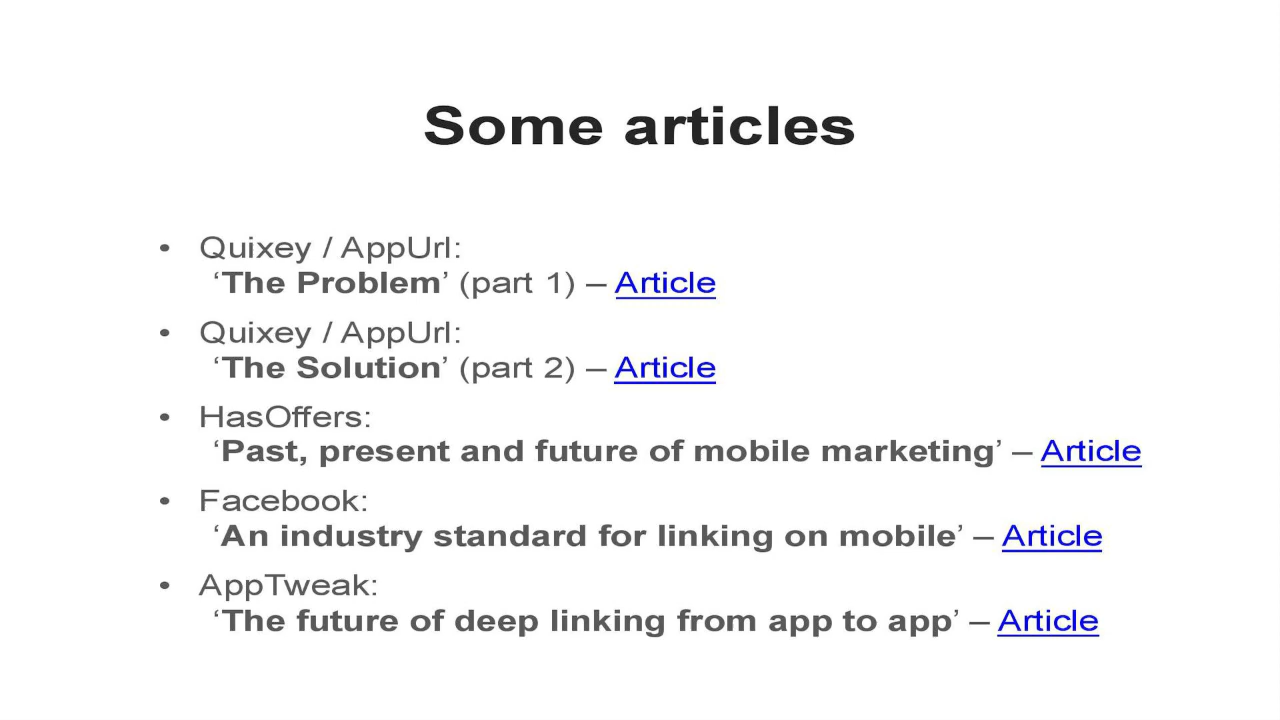 Some articles
• Quixey / AppUrl:
‘The Problem’ (part 1) – Article
• Quixey / AppUrl:
‘The Solution’ (part 2) – Article
• HasOffers:
‘Past, present and future of mobile marketing’ – Article
• Facebook:
‘An industry standard for linking on mobile’ – Article
• AppTweak:
‘The future of deep linking from app to app’ – Article